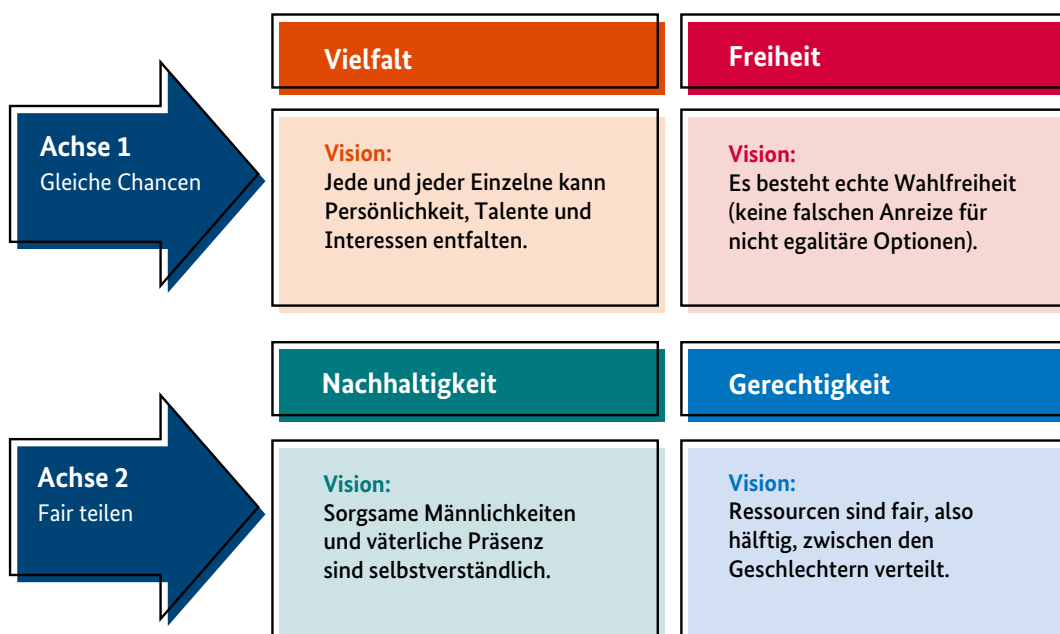 Achse 1
Gleiche Chancen
Vielfalt
Vision:
Jede und jeder Einzelne kann
Persönlichkeit, Talente und
Interessen entfalten.
Freiheit
Vision:
Es besteht echte Wahlfreiheit
(keine falschen Anreize für
nicht egalitäre Optionen).
Achse 2
Fair teilen
Nachhaltigkeit
Vision:
Sorgsame Männlichkeiten
und väterliche Präsenz
sind selbstverständlich.
Gerechtigkeit
Vision:
Ressourcen sind fair, also
hälftig, zwischen den
Geschlechtern verteilt.